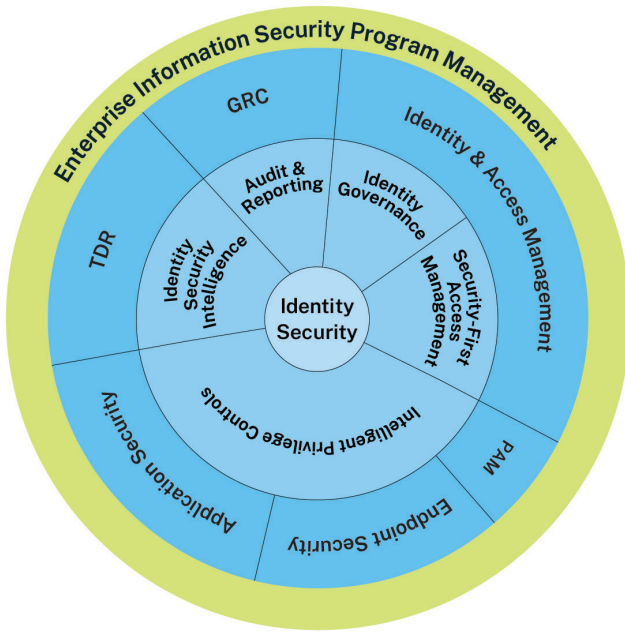 Enterprise Information Security Program Management
GRC
Identity & Access Management
PAM
Endpoint Security
Application Security
TDR
Audit &
Reporting
Identity
Governance
Security-First
Access
Management
Intelligent Privilege Controls
Identity
Security
Intelligence
Identity
Security